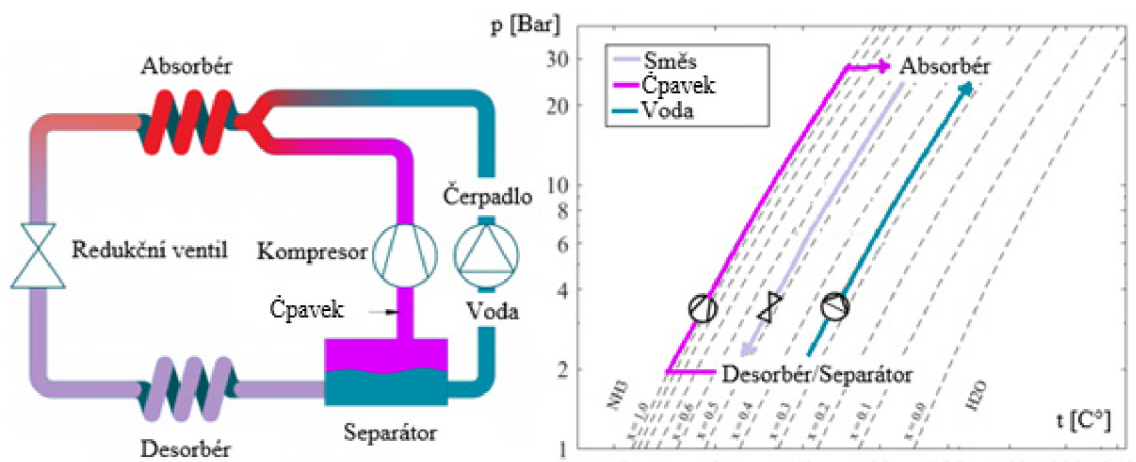 Absorbér
Čerpadlo
Redukční ventil
Kompresor
Čpavek
Voda
Desorbér
Separátor
p [Bar]
30
20
10
8
6
4
2
1
Směs
Čpavek
Voda
Absorbér
Desorbér/Separátor
NH3
x = 1.0
x = 0.6
x = 0.5
x = 0.4
x = 0.3
x = 0.2
x = 0.1
x = 0.0
H2O
t [C°]